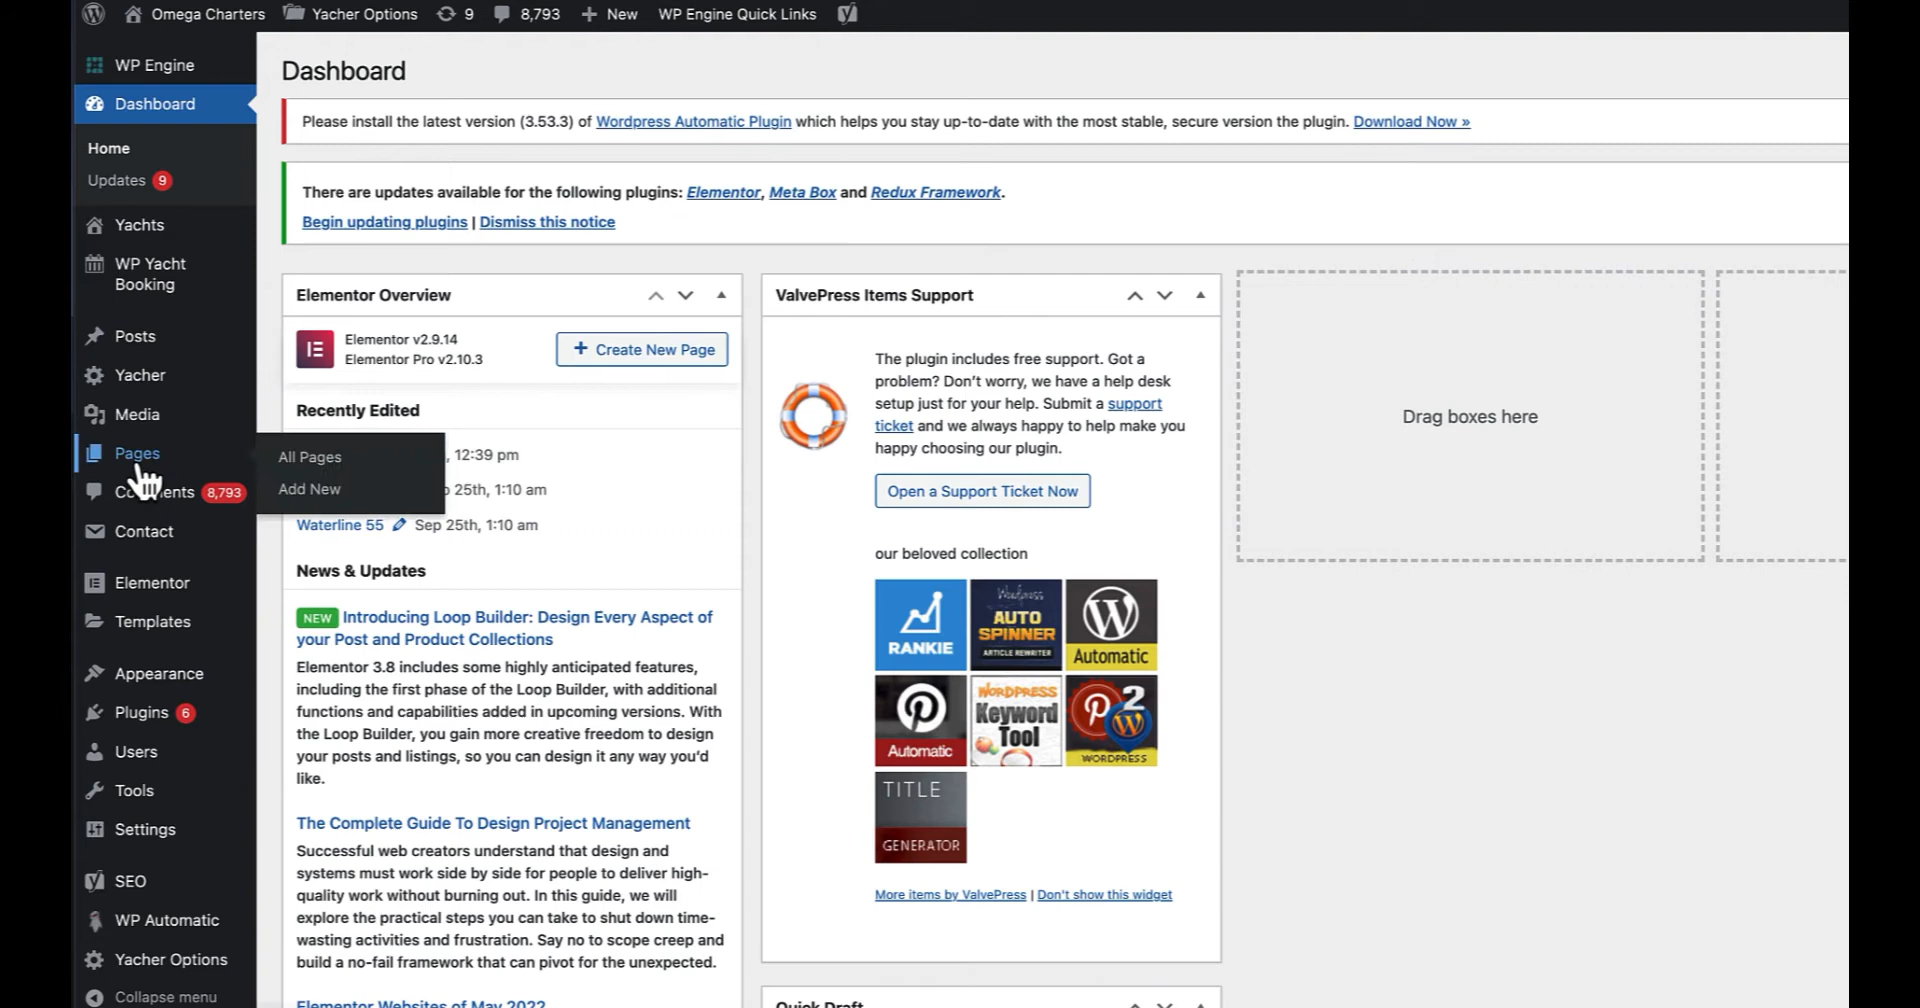 Omega Charters Yacher Options 9 8,793 + New WP Engine Quick Links
WP Engine
Dashboard
Home
Updates 9
Yachts
WP Yacht
Booking
Posts
Yacher
Media
Pages
Comments 8,793
Contact
Elementor
Templates
Appearance
Plugins 6
Users
Tools
Settings
SEO
WP Automatic
Yacher Options
Collapse menu
All Pages
Add New
Dashboard
Please install the latest version (3.53.3) of Wordpress Automatic Plugin which helps you stay up-to-date with the most stable, secure version the plugin. Download Now »
There are updates available for the following plugins: Elementor, Meta Box and Redux Framework.
Begin updating plugins | Dismiss this notice
Elementor Overview
Elementor v2.9.14
Elementor Pro v2.10.3
+ Create New Page
Recently Edited
, 12:39 pm
25th, 1:10 am
Waterline 55 Sep 25th, 1:10 am
News & Updates
NEW Introducing Loop Builder: Design Every Aspect of
your Post and Product Collections
Elementor 3.8 includes some highly anticipated features,
including the first phase of the Loop Builder, with additional
functions and capabilities added in upcoming versions. With
the Loop Builder, you gain more creative freedom to design
your posts and listings, so you can design it any way you'd
like.
The Complete Guide To Design Project Management
Successful web creators understand that design and
systems must work side by side for people to deliver high-
quality work without burning out. In this guide, we will
explore the practical steps you can take to shut down time-
wasting activities and frustration. Say no to scope creep and
build a no-fail framework that can pivot for the unexpected.
Elementor Websites of May 2022
ValvePress Items Support
The plugin includes free support. Got a
problem? Don't worry, we have a help desk
setup just for your help. Submit a support
ticket and we always happy to help make you
happy choosing our plugin.
Open a Support Ticket Now
our beloved collection
RANKIE
Wordpress
AUTO
SPINNER
ARTICLE REWRITER
Automatic
Automatic
WORDPRESS
Keyword
Tool
2
WORDPRESS
TITLE
GENERATOR
More items by ValvePress | Don't show this widget
Quick Draft
Drag boxes here